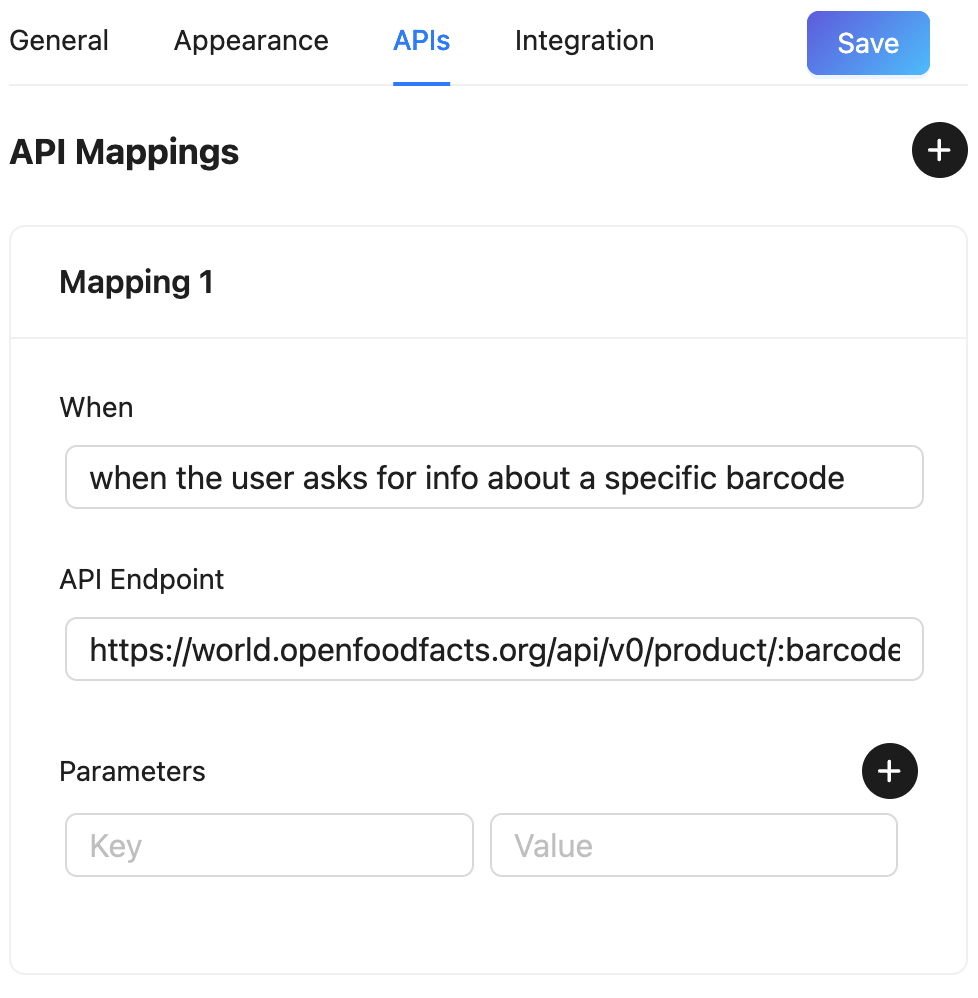 General Appearance APIs Integration Save
API Mappings
Mapping 1
When
when the user asks for info about a specific barcode
API Endpoint
https://world.openfoodfacts.org/api/v0/product/:barcode
Parameters
Key Value